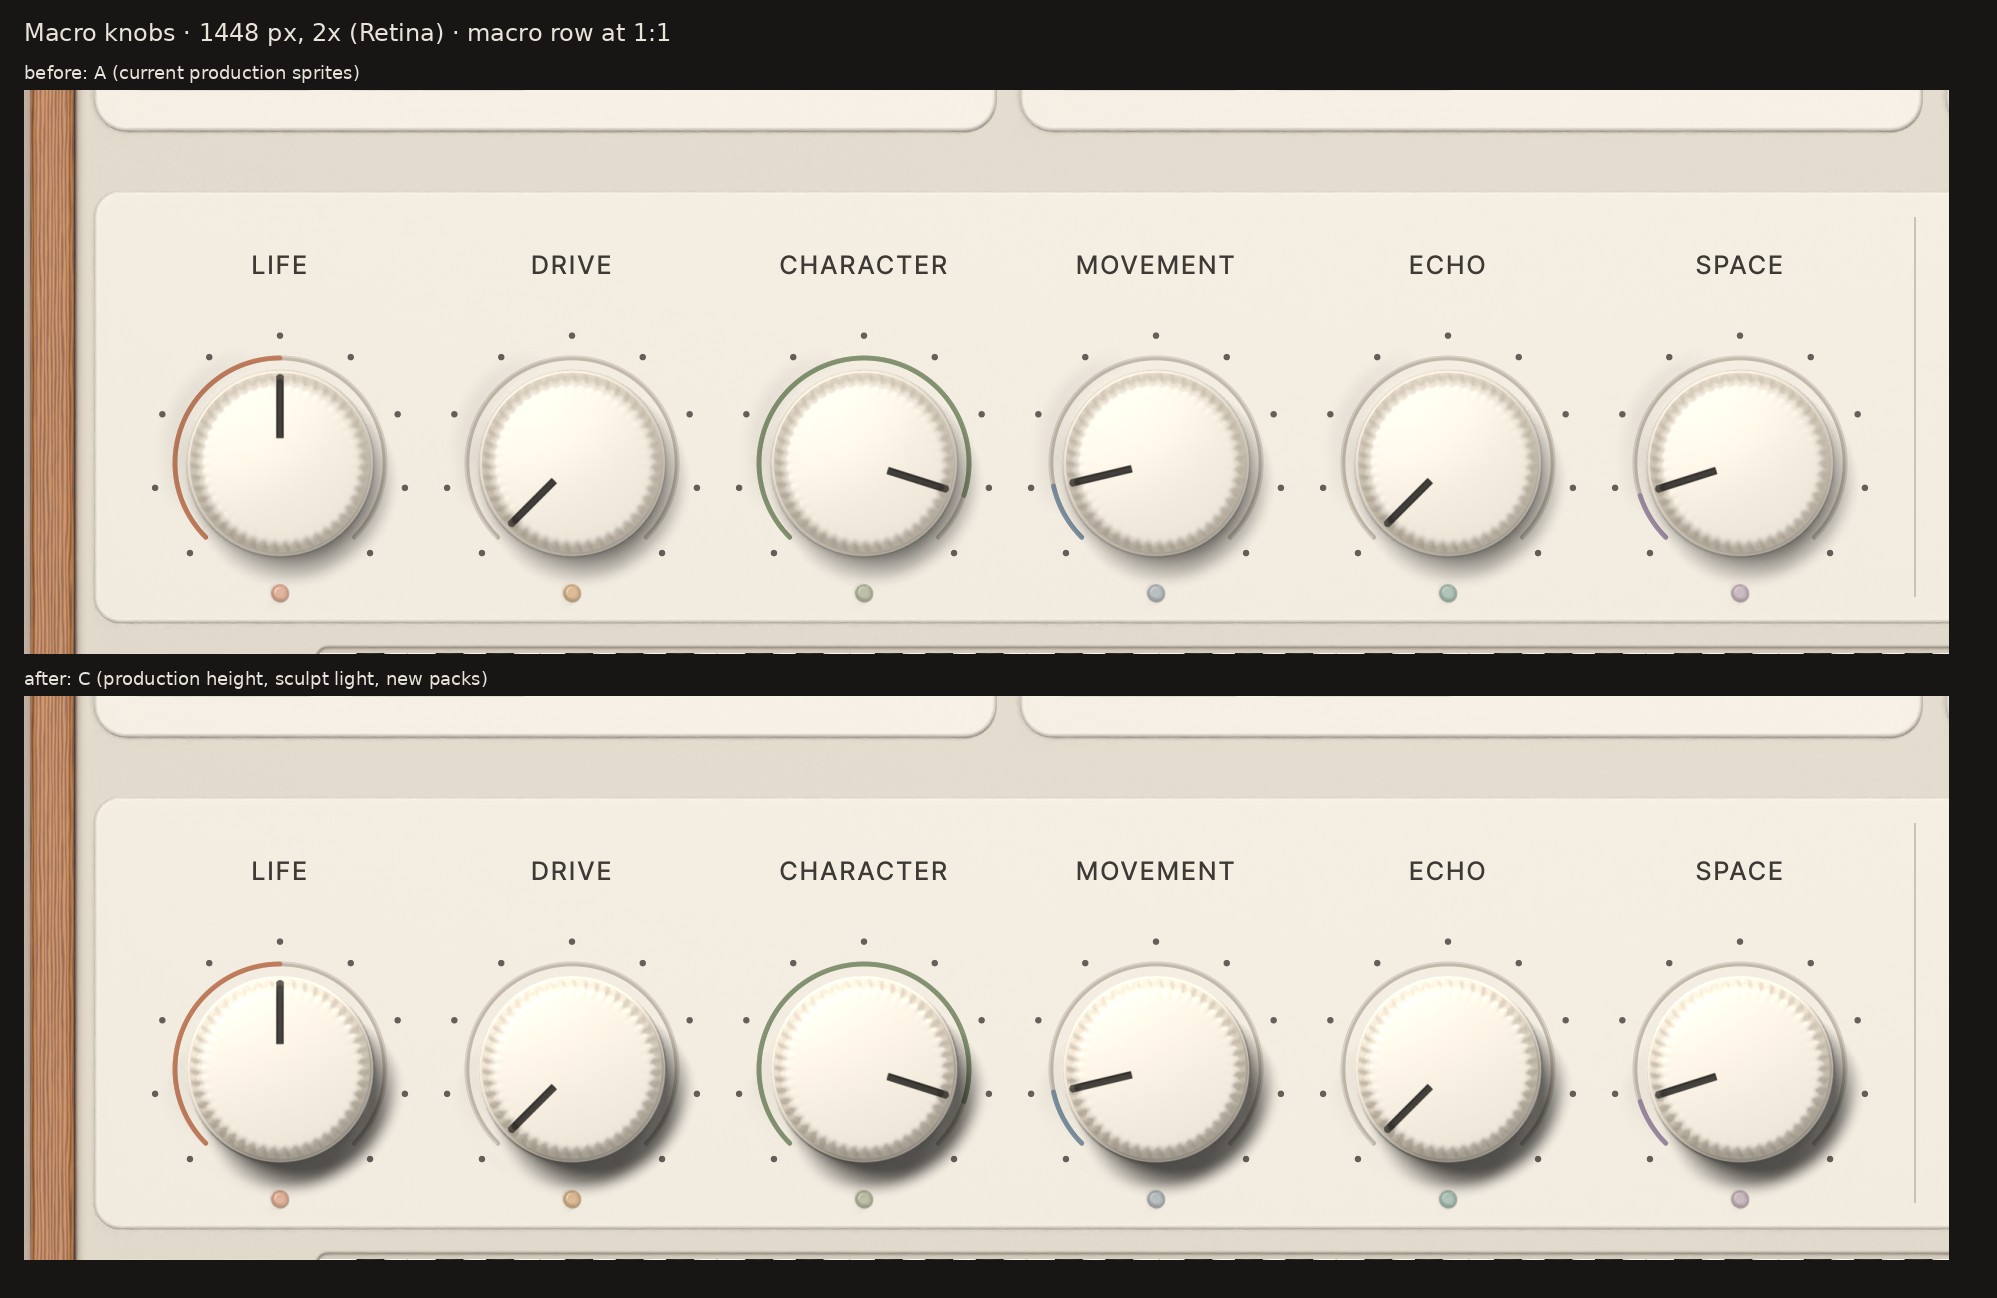 Macro knobs · 1448 px, 2x (Retina) · macro row at 1:1
before: A (current production sprites)
LIFE DRIVE CHARACTER MOVEMENT ECHO SPACE
after: C (production height, sculpt light, new packs)
LIFE DRIVE CHARACTER MOVEMENT ECHO SPACE